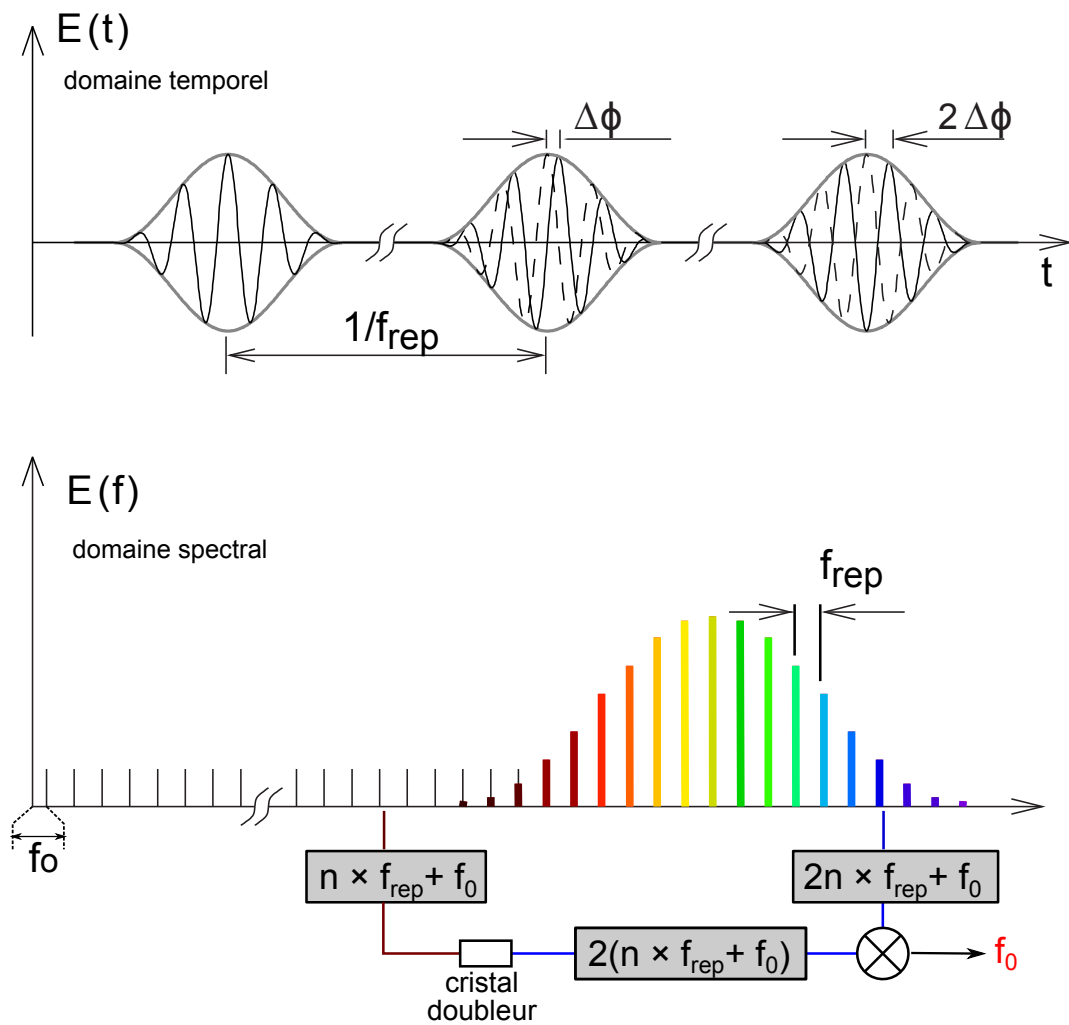 E(t)
domaine temporel
Δϕ
2 Δϕ
t
1/frep
E(f)
domaine spectral
frep
fo
n × frep+ f0
2n × frep+ f0
2(n × frep+ f0)
f0
cristal
doubleur